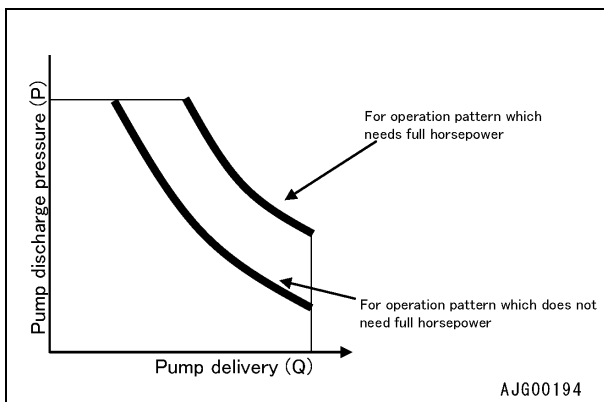 Pump discharge pressure (P)
For operation pattern which
needs full horsepower
For operation pattern which does not
need full horsepower
Pump delivery (Q)
AJG00194